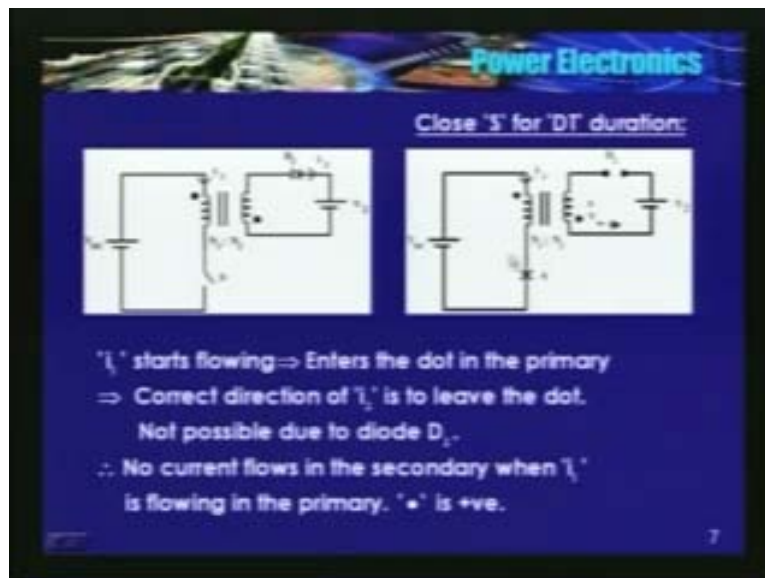 Power Electronics
Close 'S' for 'DT' duration:
'i₁' starts flowing ⇒ Enters the dot in the primary
⇒ Correct direction of 'i₂' is to leave the dot.
Not possible due to diode D₂.
∴ No current flows in the secondary when 'i₁'
is flowing in the primary. '•' is +ve.
7